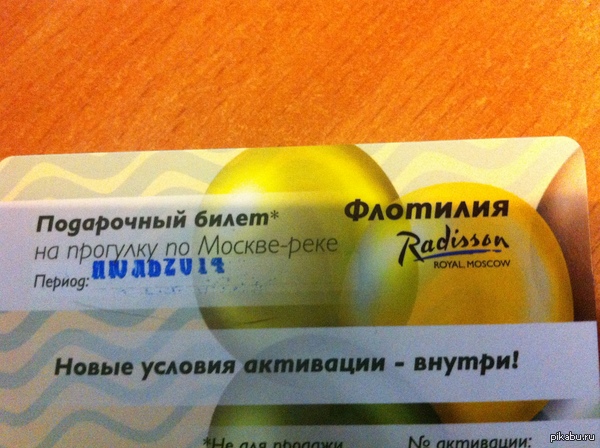 Подарочный билет*
на прогулку по Москве-реке
Период: ИЮЛЬ2014
Флотилия
Radisson
ROYAL, MOSCOW
Новые условия активации - внутри!
*Не для продажи
№ активации:
pikabu.ru